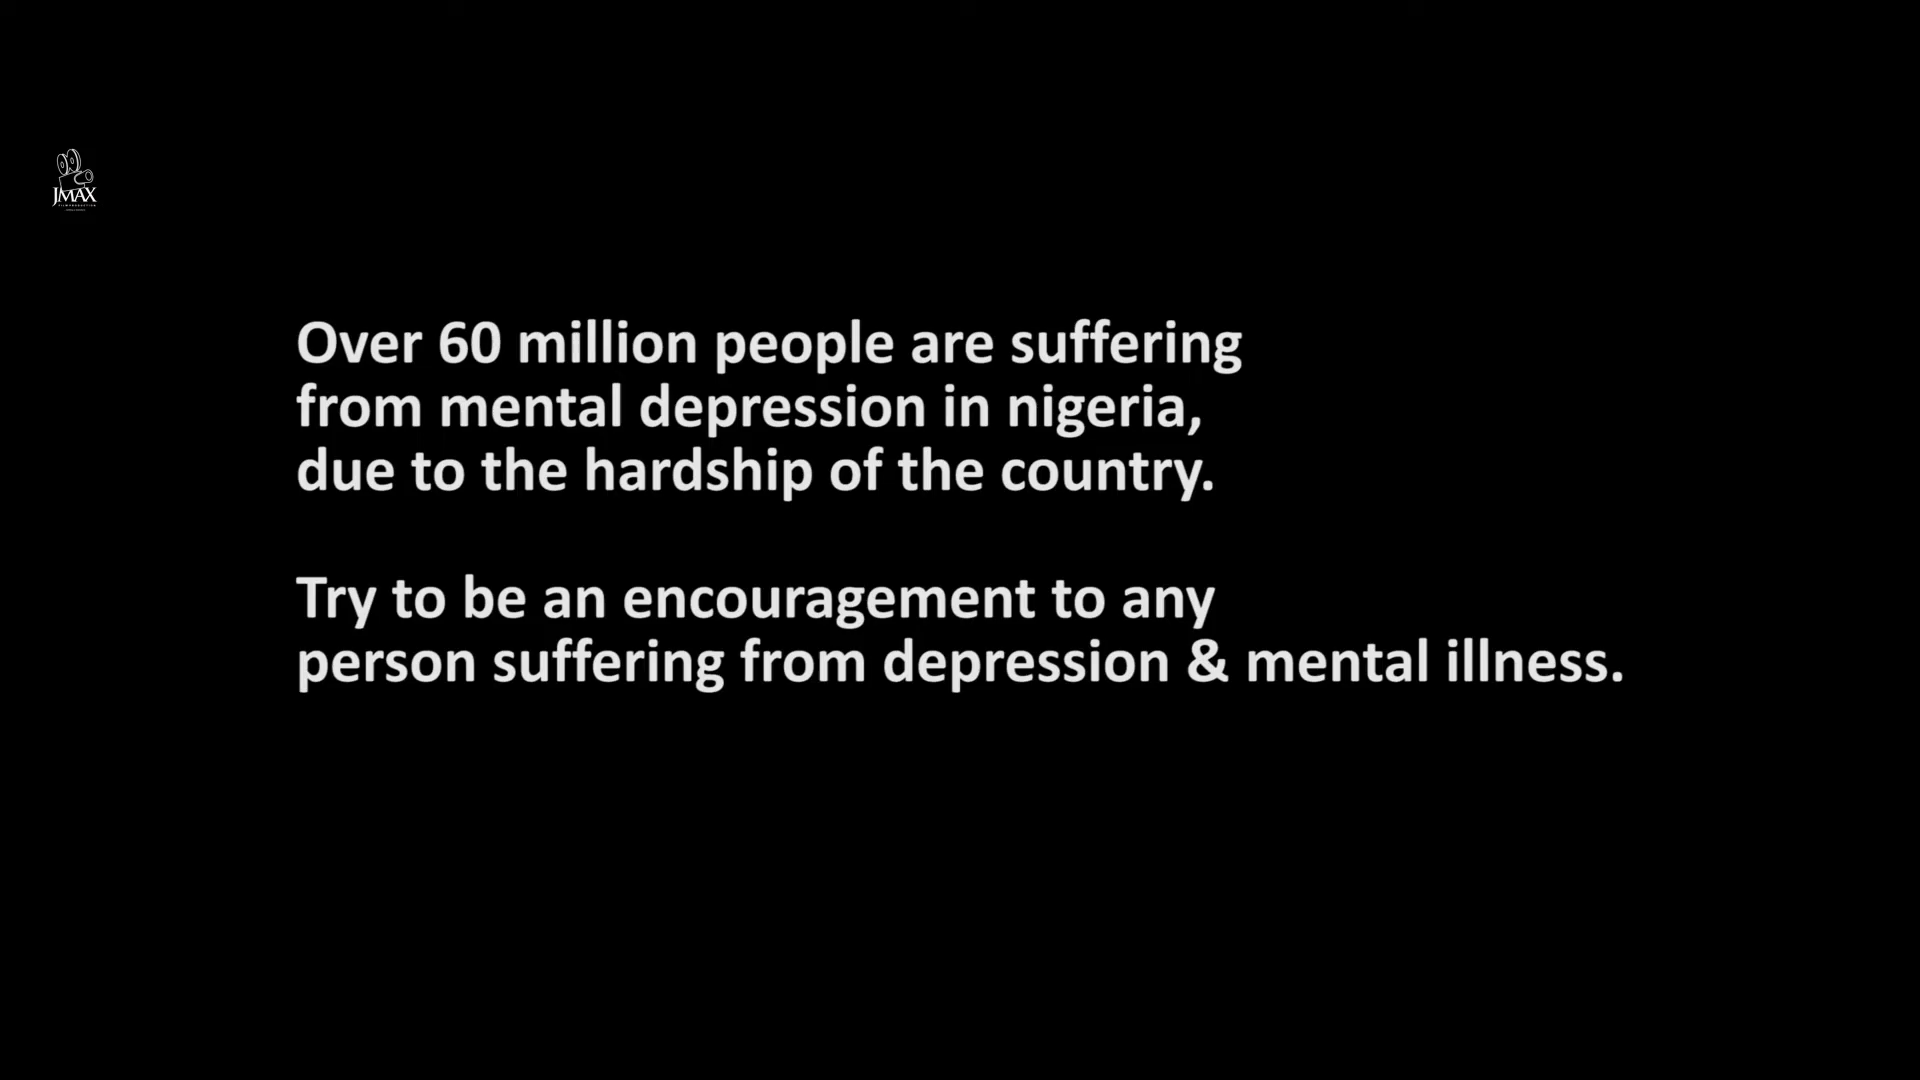 JMAX
Over 60 million people are suffering
from mental depression in nigeria,
due to the hardship of the country.
Try to be an encouragement to any
person suffering from depression & mental illness.